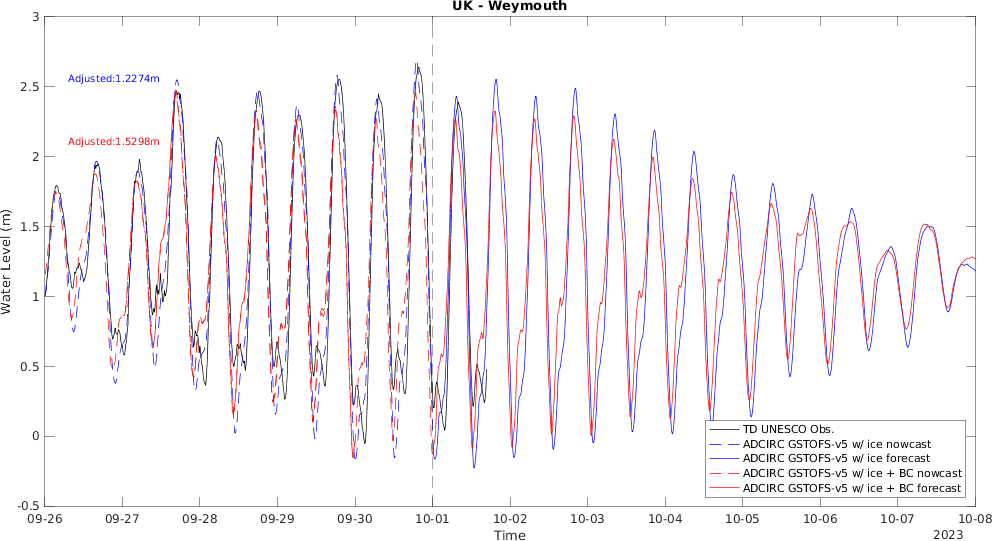 UK - Weymouth
3
2.5
2
1.5
1
0.5
0
-0.5
Water Level (m)
Adjusted:1.2274m
Adjusted:1.5298m
TD UNESCO Obs.
ADCIRC GSTOFS-v5 w/ ice nowcast
ADCIRC GSTOFS-v5 w/ ice forecast
ADCIRC GSTOFS-v5 w/ ice + BC nowcast
ADCIRC GSTOFS-v5 w/ ice + BC forecast
09-26 09-27 09-28 09-29 09-30 10-01 10-02 10-03 10-04 10-05 10-06 10-07 10-08
Time
2023